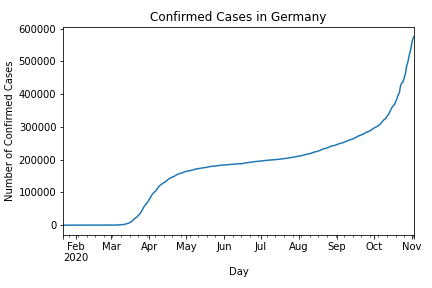 Confirmed Cases in Germany
Number of Confirmed Cases
600000
500000
400000
300000
200000
100000
0
Feb Mar Apr May Jun Jul Aug Sep Oct Nov
2020
Day